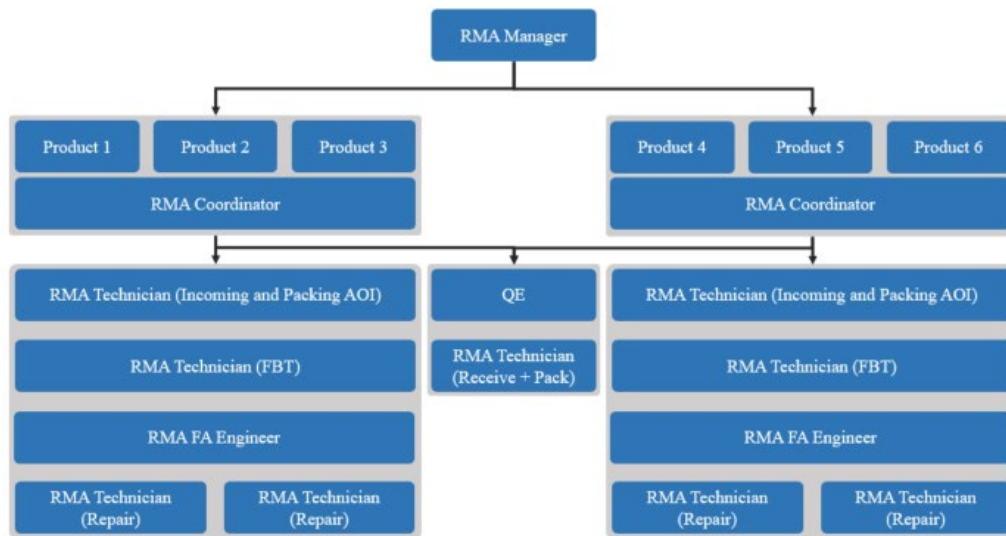 RMA Manager
Product 1
Product 2
Product 3
Product 4
Product 5
Product 6
RMA Coordinator
RMA Coordinator
RMA Technician (Incoming and Packing AOI)
QE
RMA Technician (Incoming and Packing AOI)
RMA Technician (FBT)
RMA Technician
(Receive + Pack)
RMA Technician (FBT)
RMA FA Engineer
RMA FA Engineer
RMA Technician
(Repair)
RMA Technician
(Repair)
RMA Technician
(Repair)
RMA Technician
(Repair)